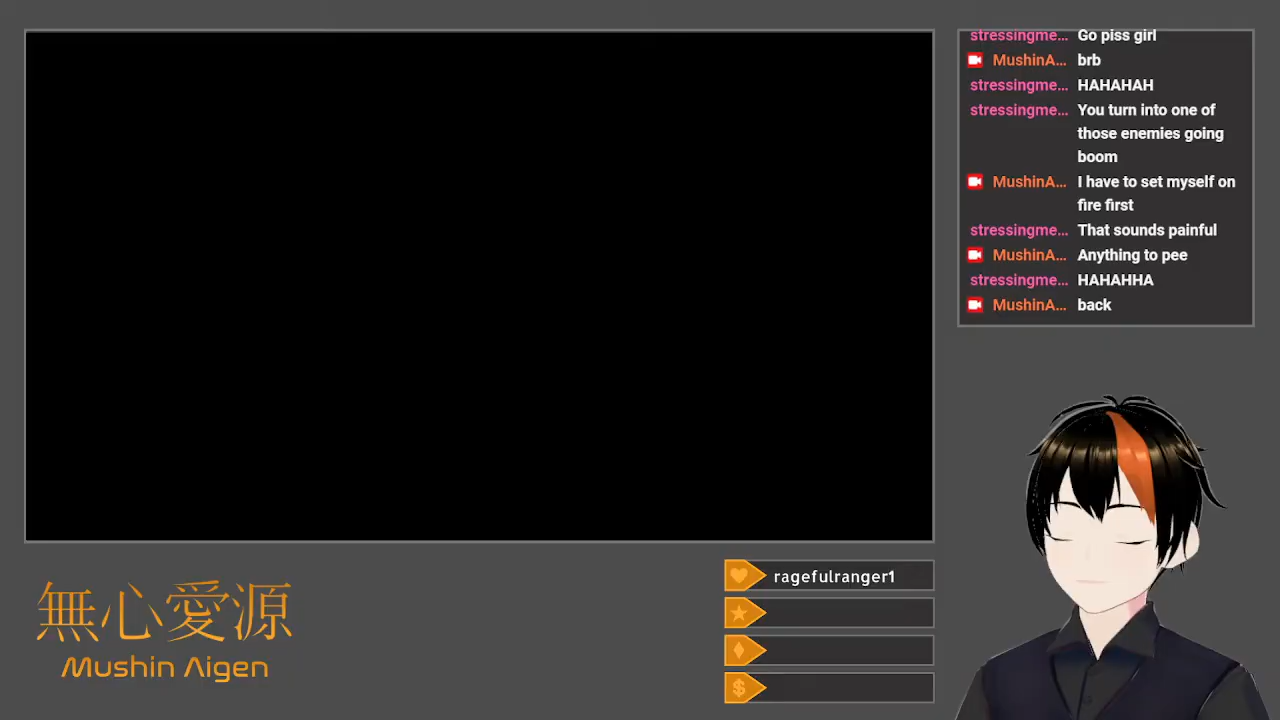 stressingme... Go piss girl
MushinA... brb
stressingme... HAHAHAH
stressingme... You turn into one of
those enemies going
boom
MushinA... I have to set myself on
fire first
stressingme... That sounds painful
MushinA... Anything to pee
stressingme... HAHAHHA
MushinA... back
ragefulranger1
無心愛源
Mushin Aigen